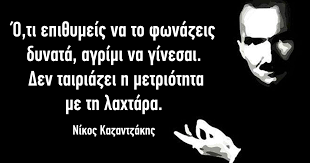 Ό,τι επιθυμείς να το φωνάζεις
δυνατά, αγρίμι να γίνεσαι.
Δεν ταιριάζει η μετριότητα
με τη λαχτάρα.
Νίκος Καζαντζάκης